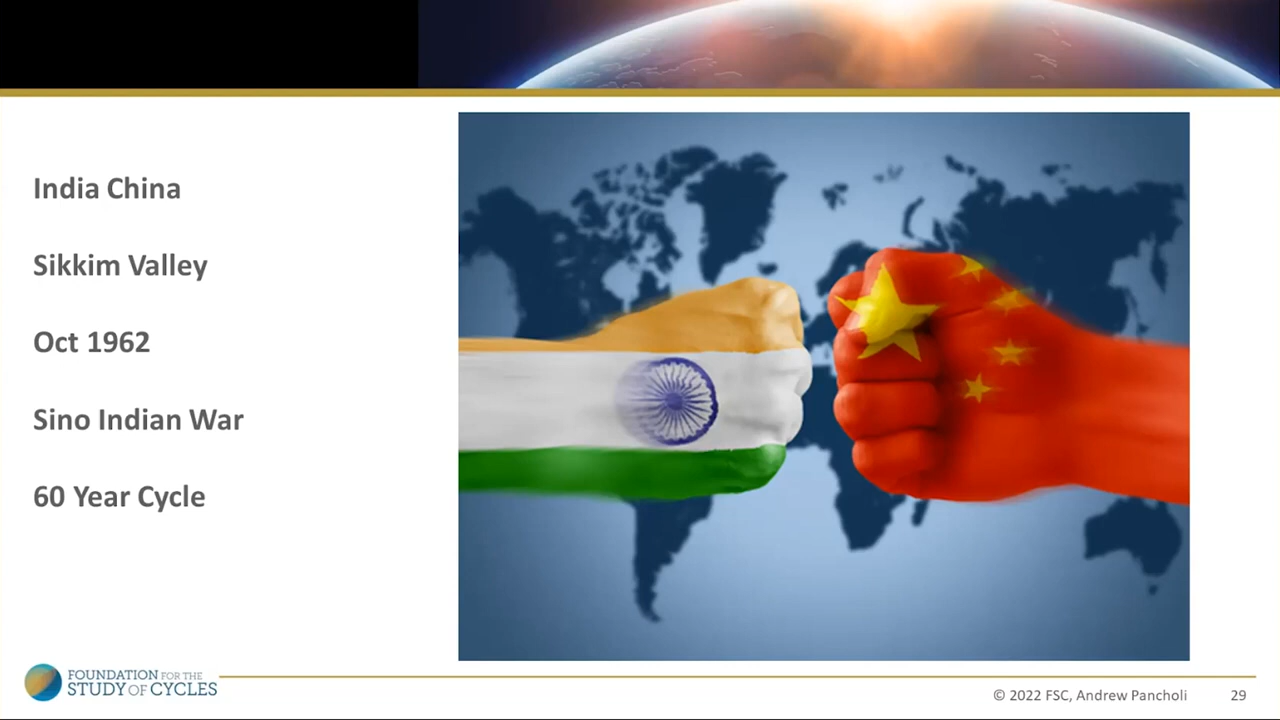 India China
Sikkim Valley
Oct 1962
Sino Indian War
60 Year Cycle
FOUNDATION FOR THE
STUDY OF CYCLES
© 2022 FSC, Andrew Pancholi
29